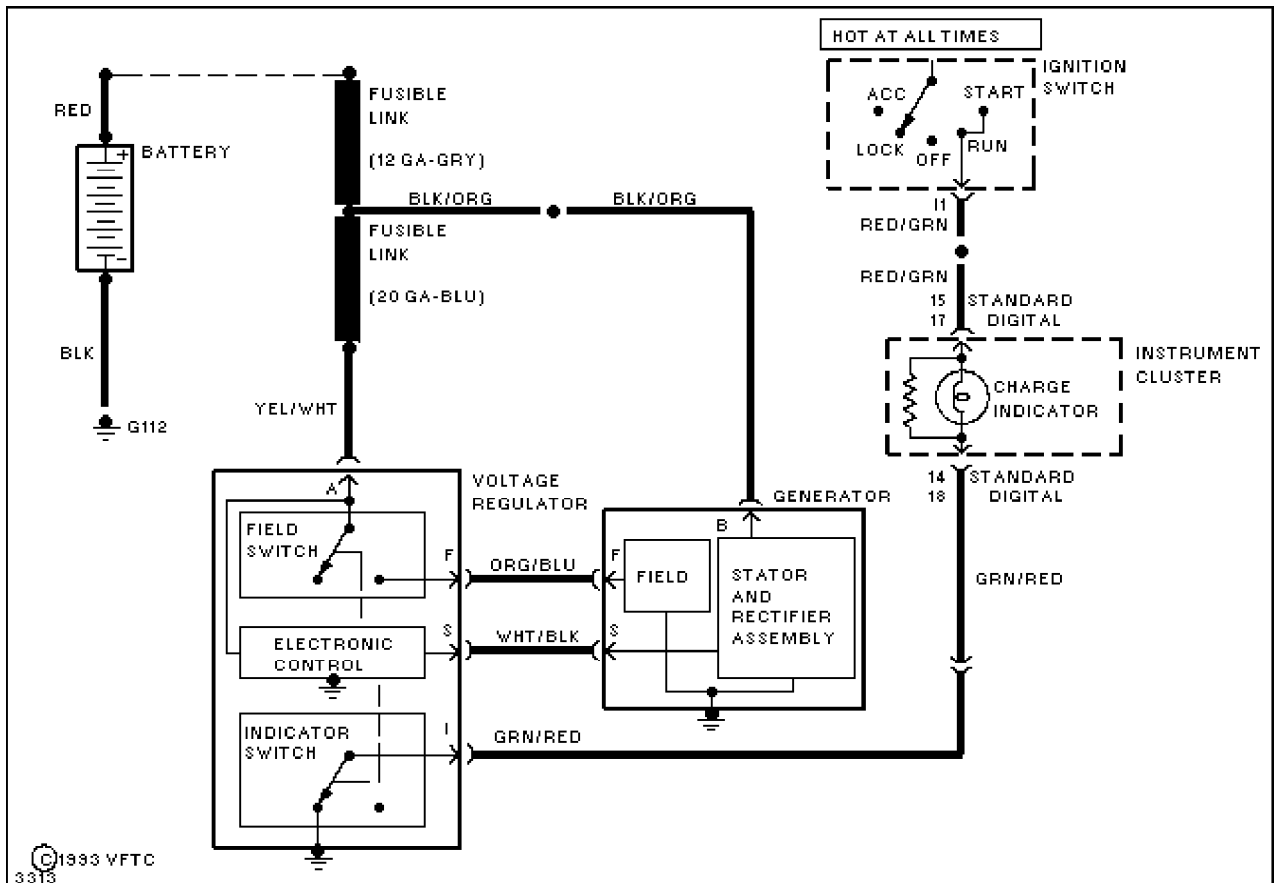 HOT AT ALL TIMES
IGNITION
SWITCH
ACC
START
LOCK
OFF
RUN
RED
BATTERY
+
-
FUSIBLE
LINK
(12 GA-GRY)
BLK/ORG
BLK/ORG
I1
RED/GRN
FUSIBLE
LINK
(20 GA-BLU)
RED/GRN
15 STANDARD
17 DIGITAL
BLK
G112
YEL/WHT
INSTRUMENT
CLUSTER
CHARGE
INDICATOR
14 STANDARD
18 DIGITAL
A
VOLTAGE
REGULATOR
GENERATOR
B
FIELD
SWITCH
F
ORG/BLU
F
FIELD
STATOR
AND
RECTIFIER
ASSEMBLY
GRN/RED
ELECTRONIC
CONTROL
S
WHT/BLK
S
INDICATOR
SWITCH
I
GRN/RED
©1993 VFTC
3313